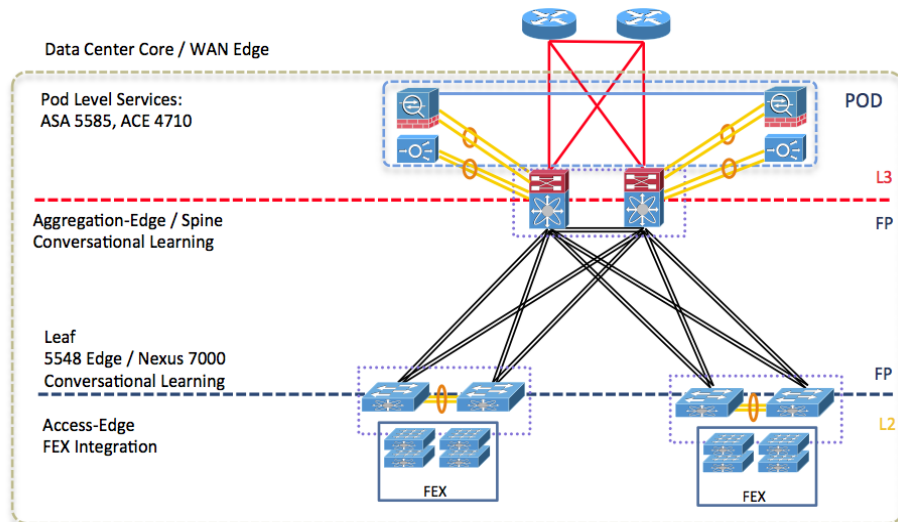 Data Center Core / WAN Edge
Pod Level Services:
ASA 5585, ACE 4710
POD
L3
Aggregation-Edge / Spine
Conversational Learning
FP
Leaf
5548 Edge / Nexus 7000
Conversational Learning
FP
Access-Edge
FEX Integration
L2
FEX
FEX